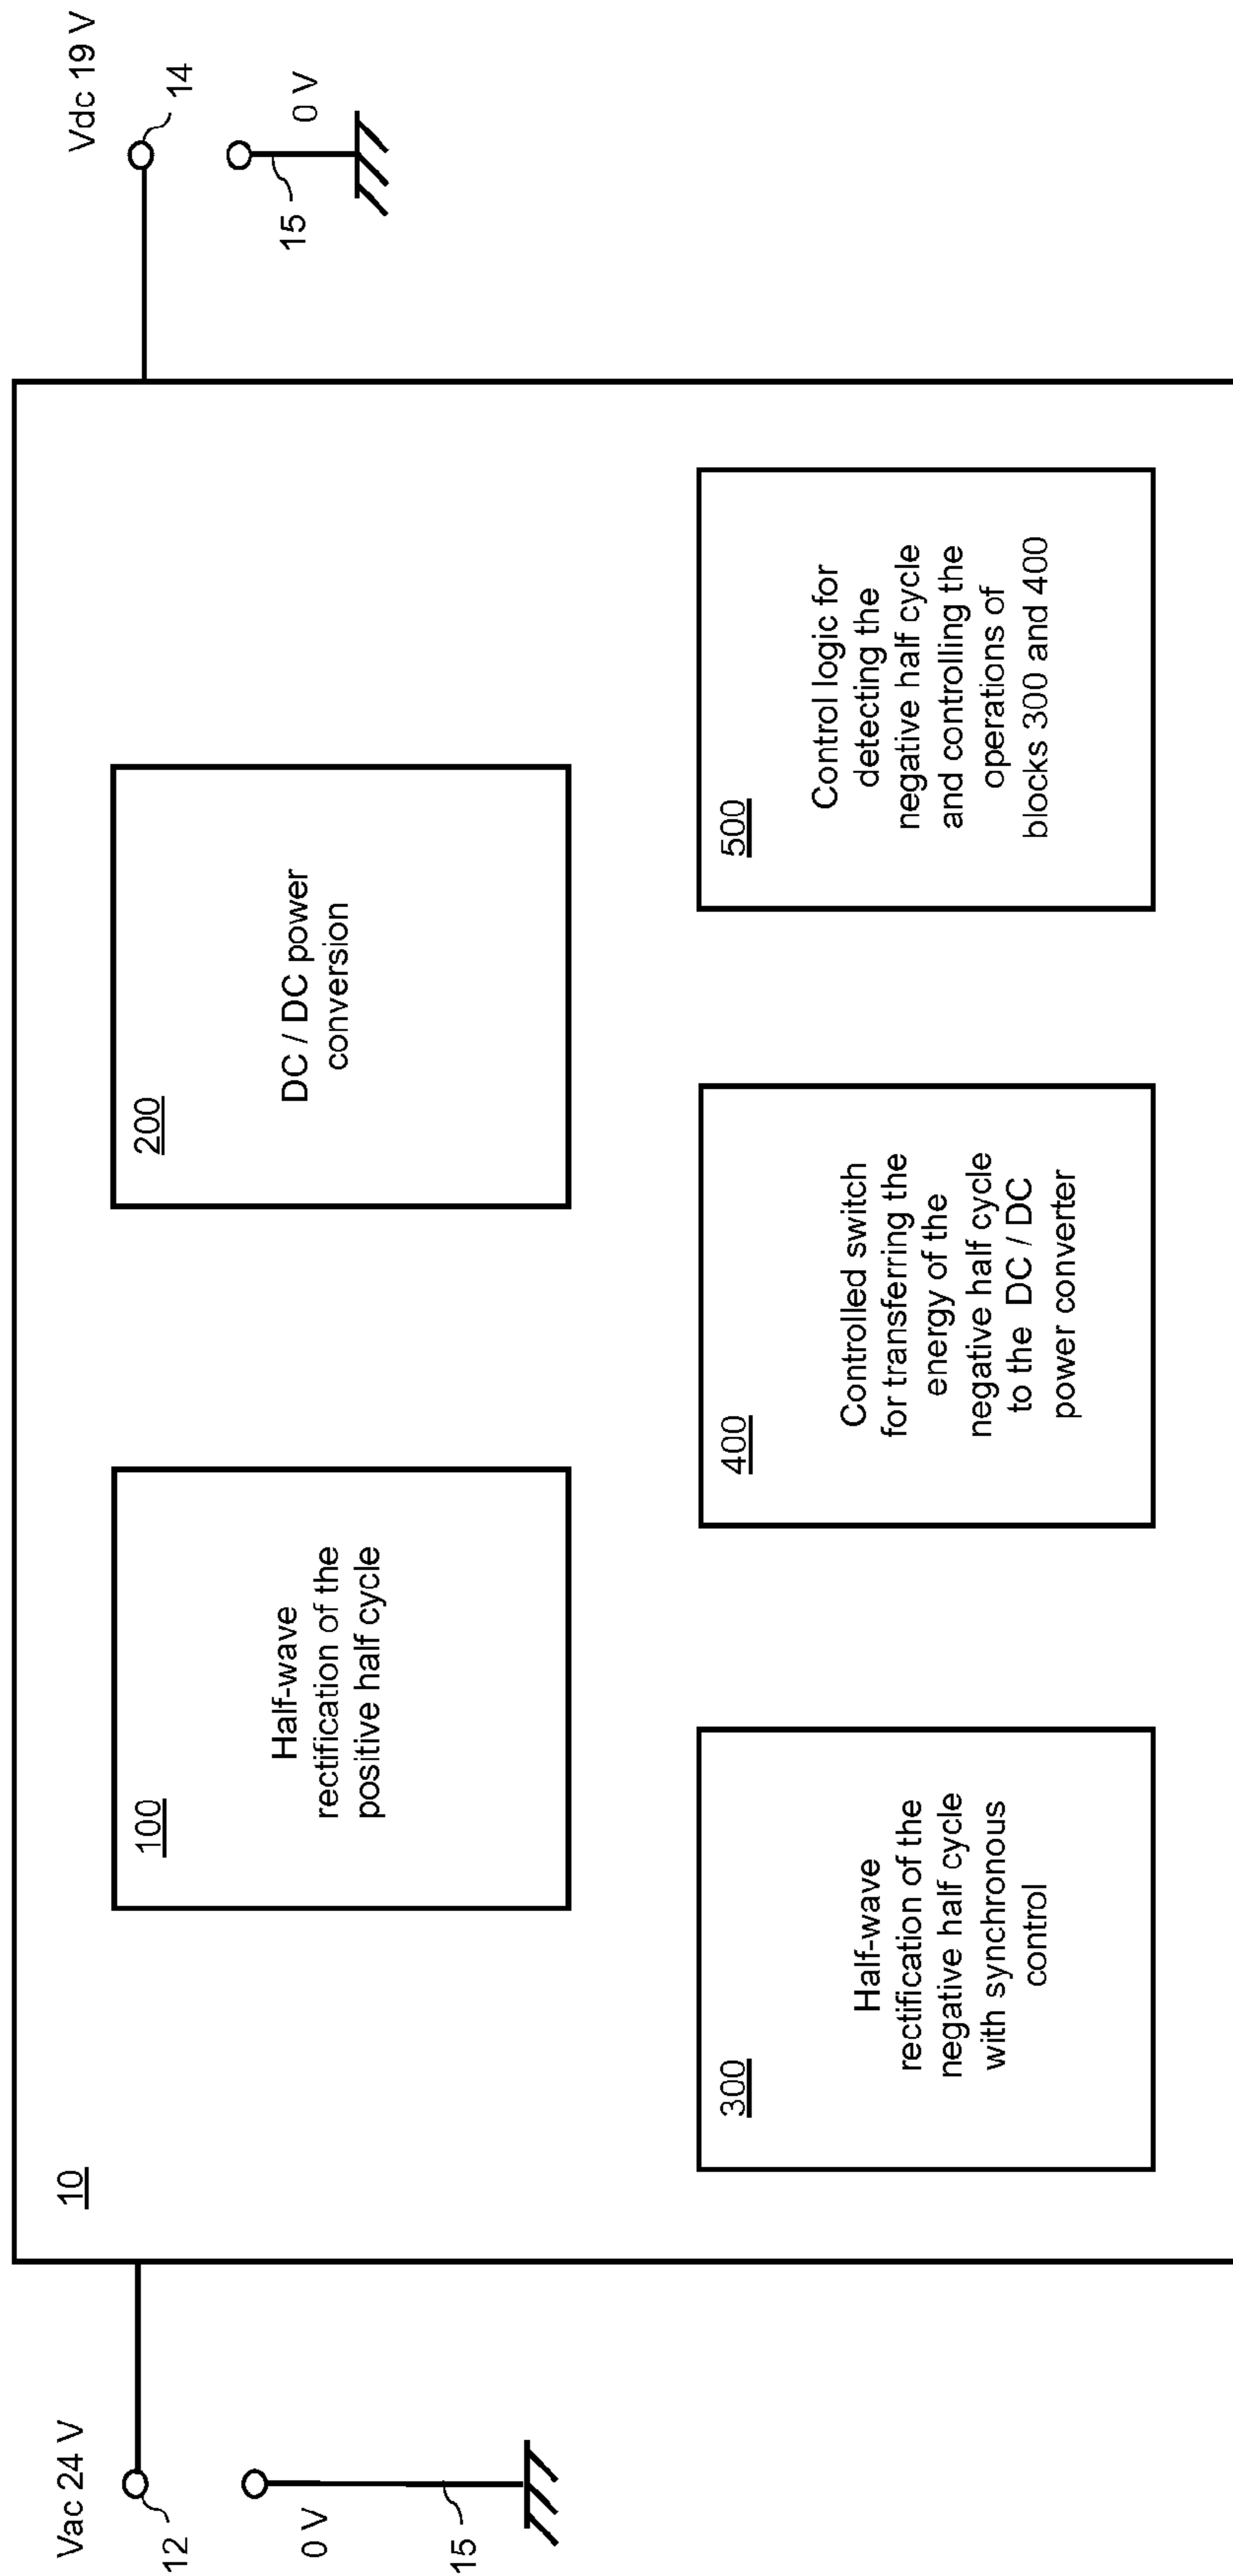 Vac 24 V
12
0 V
15
10
100
Half-wave
rectification of the
positive half cycle
200
DC / DC power
conversion
300
Half-wave
rectification of the
negative half cycle
with synchronous
control
400
Controlled switch
for transferring the
energy of the
negative half cycle
to the DC / DC
power converter
500
Control logic for
detecting the
negative half cycle
and controlling the
operations of
blocks 300 and 400
Vdc 19 V
14
0 V
15